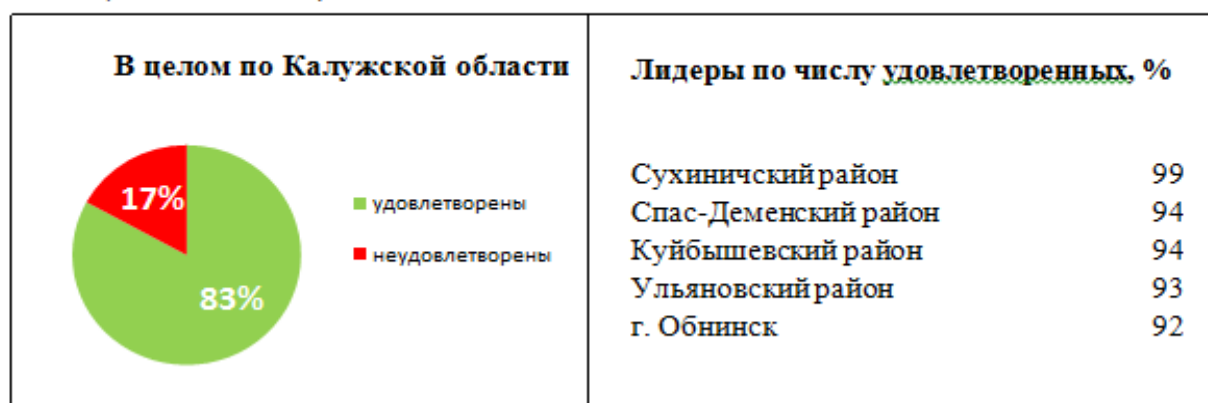 В целом по Калужской области
17%
83%
удовлетворены
неудовлетворены
Лидеры по числу удовлетворенных, %
Сухиничский район 99
Спас-Деменский район 94
Куйбышевский район 94
Ульяновский район 93
г. Обнинск 92